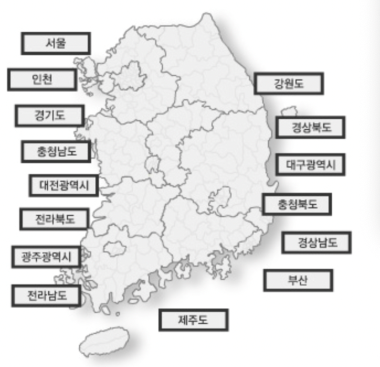 서울
인천
경기도
충청남도
대전광역시
전라북도
광주광역시
전라남도
강원도
경상북도
대구광역시
충청북도
경상남도
부산
제주도